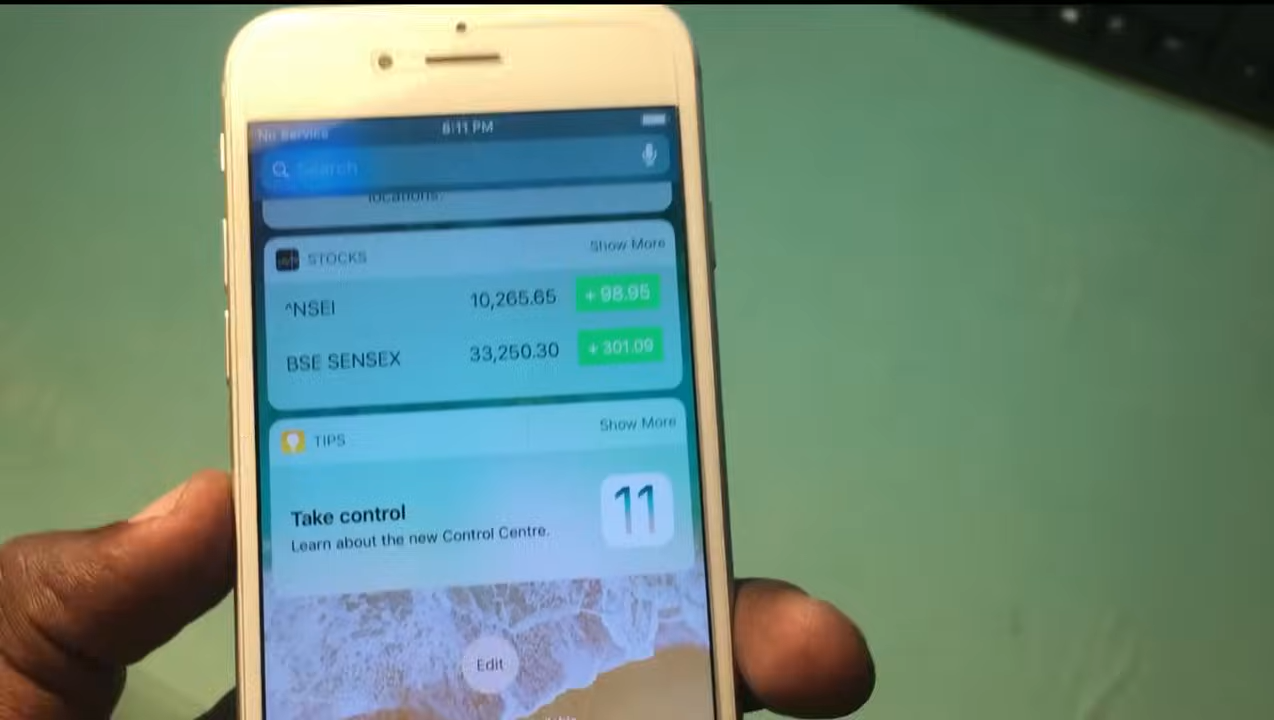 No Service 6:11 PM
Search
locations.
STOCKS Show More
^NSEI 10,265.65 + 98.95
BSE SENSEX 33,250.30 + 301.09
TIPS Show More
Take control
Learn about the new Control Centre.
11
Edit